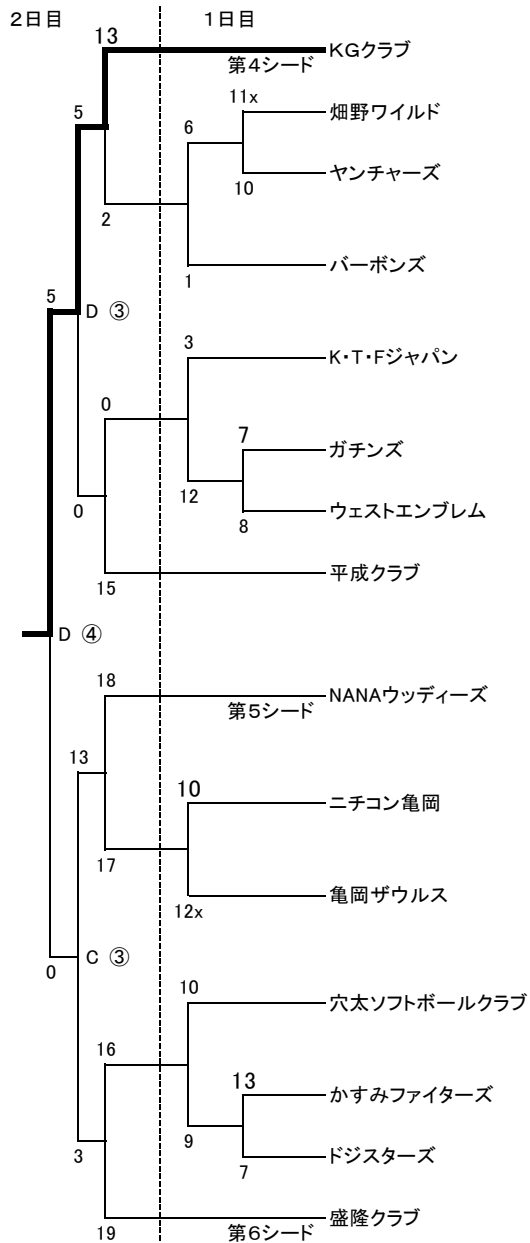 2日目 1日目
13
KGクラブ
第4シード
11x
5
畑野ワイルド
6
ヤンチャーズ
10
2
バーボンズ
1
5
D ③
3
K・T・Fジャパン
0
7
ガチンズ
12
0
ウェストエンブレム
8
平成クラブ
15
D ④
18
NANAウッディーズ
第5シード
13
10
ニチコン亀岡
17
亀岡ザウルス
12x
C ③
0
10
穴太ソフトボールクラブ
16
13
かすみファイターズ
9
3
ドジスターズ
7
盛隆クラブ
19
第6シード